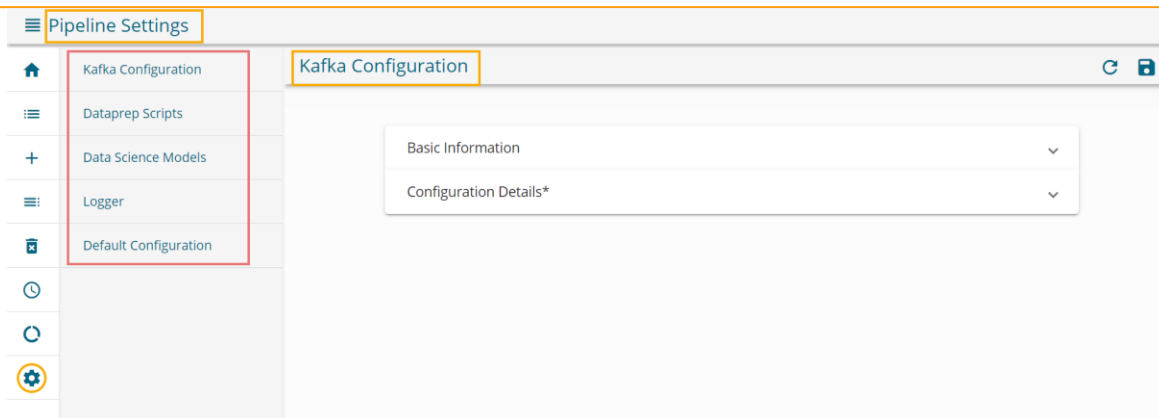 Pipeline Settings
Kafka Configuration
Dataprep Scripts
Data Science Models
Logger
Default Configuration
Kafka Configuration
Basic Information
Configuration Details*